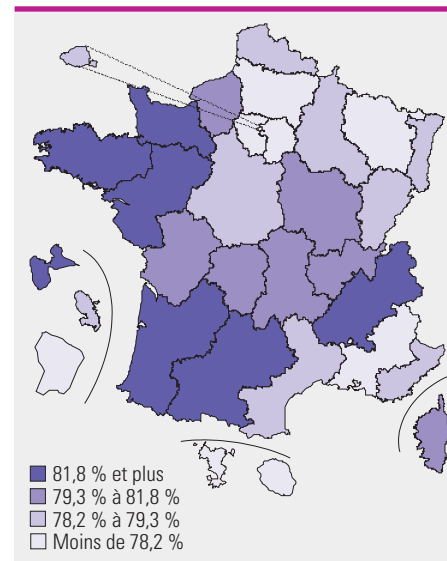 81,8 % et plus
79,3 % à 81,8 %
78,2 % à 79,3 %
Moins de 78,2 %